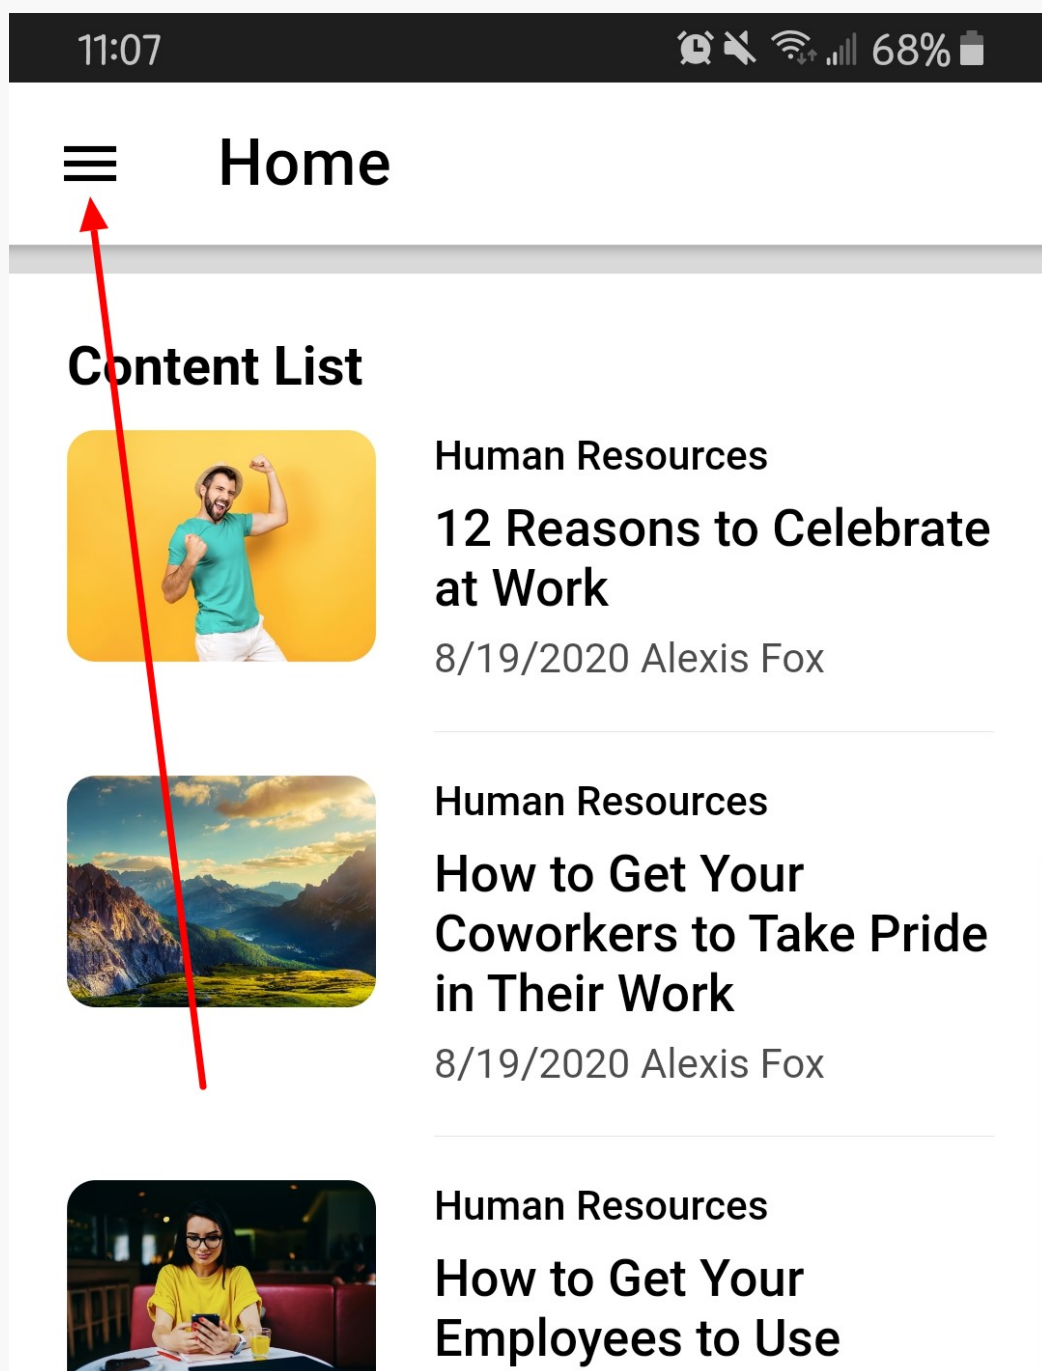 11:07 68%
Home
Content List
Human Resources
12 Reasons to Celebrate
at Work
8/19/2020 Alexis Fox
Human Resources
How to Get Your
Coworkers to Take Pride
in Their Work
8/19/2020 Alexis Fox
Human Resources
How to Get Your
Employees to Use